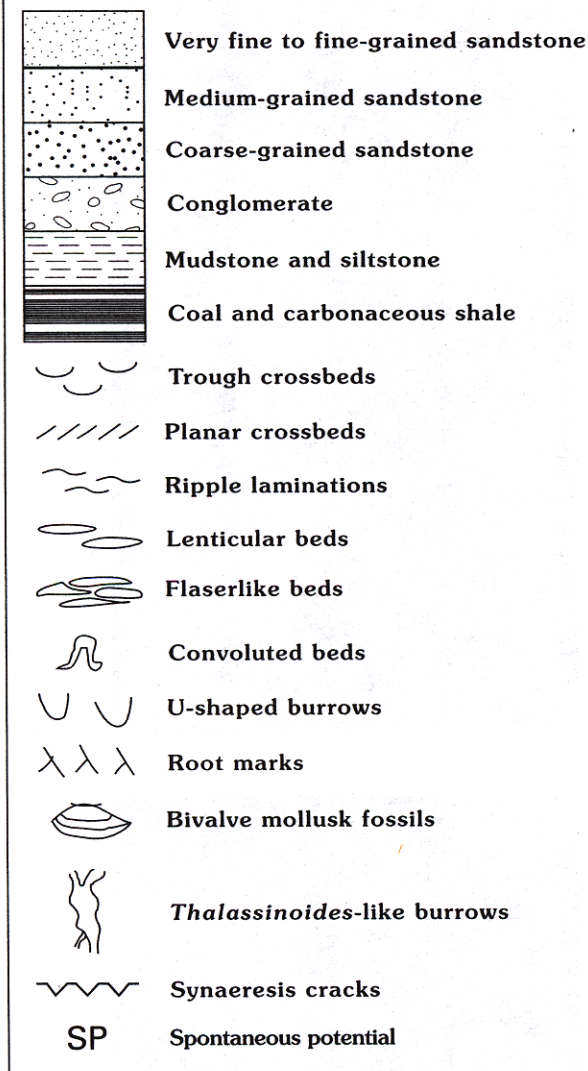 Very fine to fine-grained sandstone
Medium-grained sandstone
Coarse-grained sandstone
Conglomerate
Mudstone and siltstone
Coal and carbonaceous shale
Trough crossbeds
Planar crossbeds
Ripple laminations
Lenticular beds
Flaserlike beds
Convoluted beds
U-shaped burrows
Root marks
Bivalve mollusk fossils
Thalassinoides-like burrows
Synaeresis cracks
SP Spontaneous potential